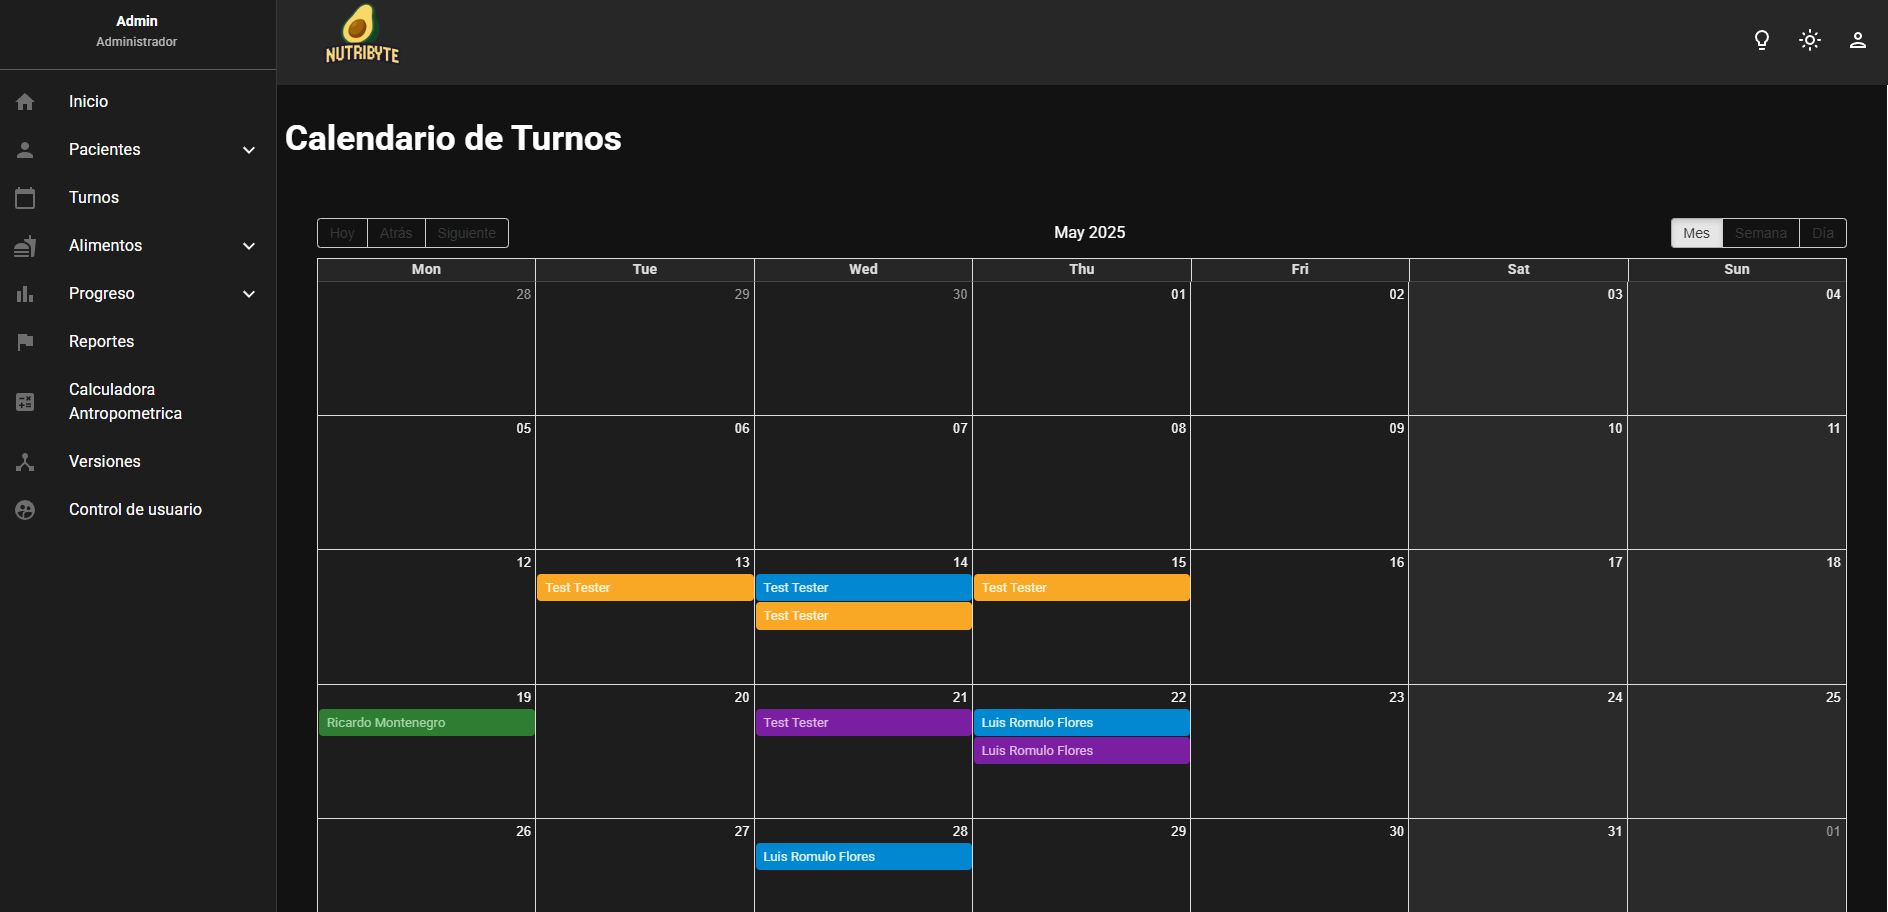 Admin
Administrador
Inicio
Pacientes
Turnos
Alimentos
Progreso
Reportes
Calculadora
Antropometrica
Versiones
Control de usuario
NUTRIBYTE
Calendario de Turnos
Hoy Atrás Siguiente May 2025 Mes Semana Día
Mon Tue Wed Thu Fri Sat Sun
28 29 30 01 02 03 04
05 06 07 08 09 10 11
12 13 14 15 16 17 18
Test Tester Test Tester Test Tester
Test Tester
19 20 21 22 23 24 25
Ricardo Montenegro Test Tester Luis Romulo Flores
Luis Romulo Flores
26 27 28 29 30 31 01
Luis Romulo Flores